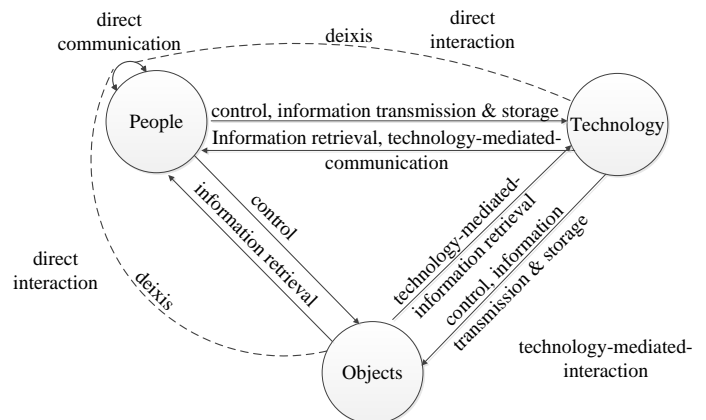 direct
communication
direct
interaction
deixis
People
control, information transmission & storage
Information retrieval, technology-mediated-
communication
Technology
control
information retrieval
technology-mediated-
information retrieval
control, information
transmission & storage
direct
interaction
deixis
Objects
technology-mediated-
interaction